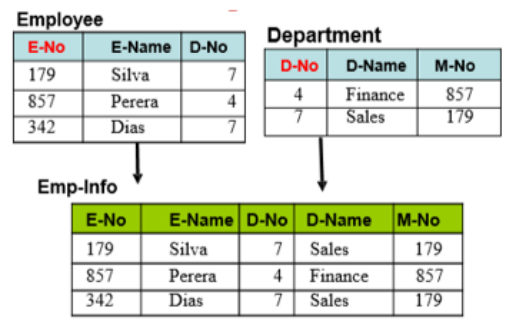 Employee
E-No E-Name D-No
179 Silva 7
857 Perera 4
342 Dias 7
Department
D-No D-Name M-No
4 Finance 857
7 Sales 179
Emp-Info
E-No E-Name D-No D-Name M-No
179 Silva 7 Sales 179
857 Perera 4 Finance 857
342 Dias 7 Sales 179